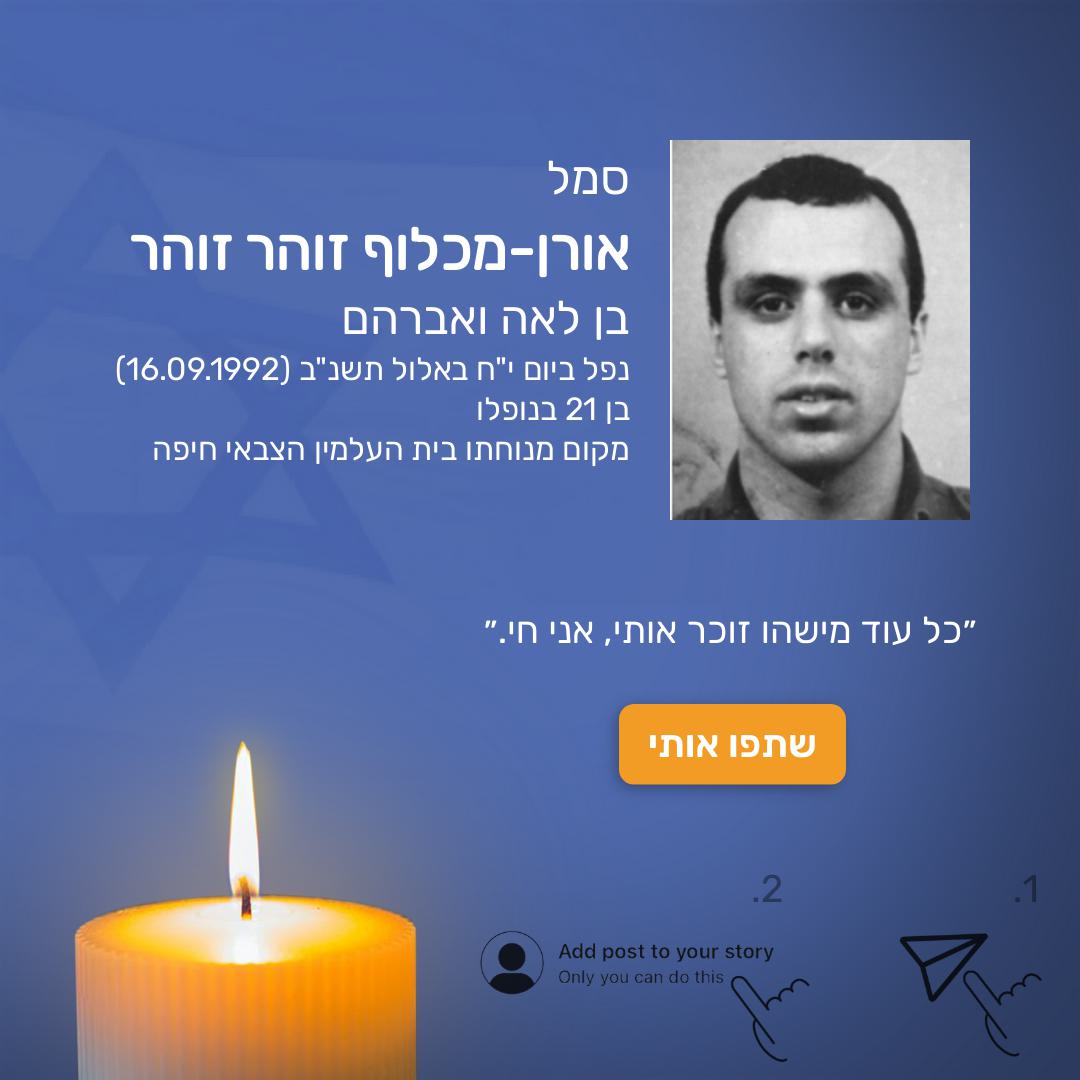 סמל
אורן-מכלוף זוהר זוהר
בן לאה ואברהם
נפל ביום י"ח באלול תשנ"ב (16.09.1992)
בן 21 בנופלו
מקום מנוחתו בית העלמין הצבאי חיפה
״כל עוד מישהו זוכר אותי, אני חי.״
שתפו אותי
.1
.2
Add post to your story
Only you can do this